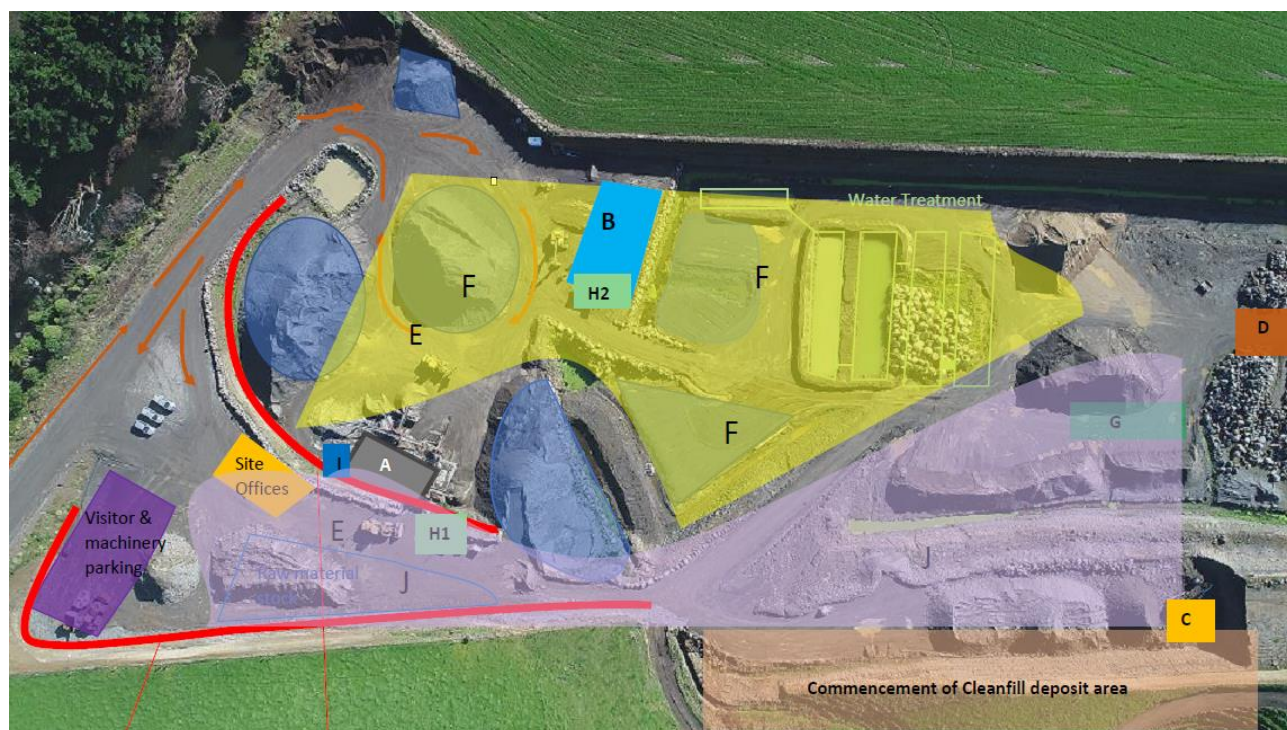 B
Water Treatment
H2
F
F
E
D
F
G
Site
Offices
I
A
Visitor &
machinery
parking
E
H1
J
Raw material
stock
J
C
Commencement of Cleanfill deposit area